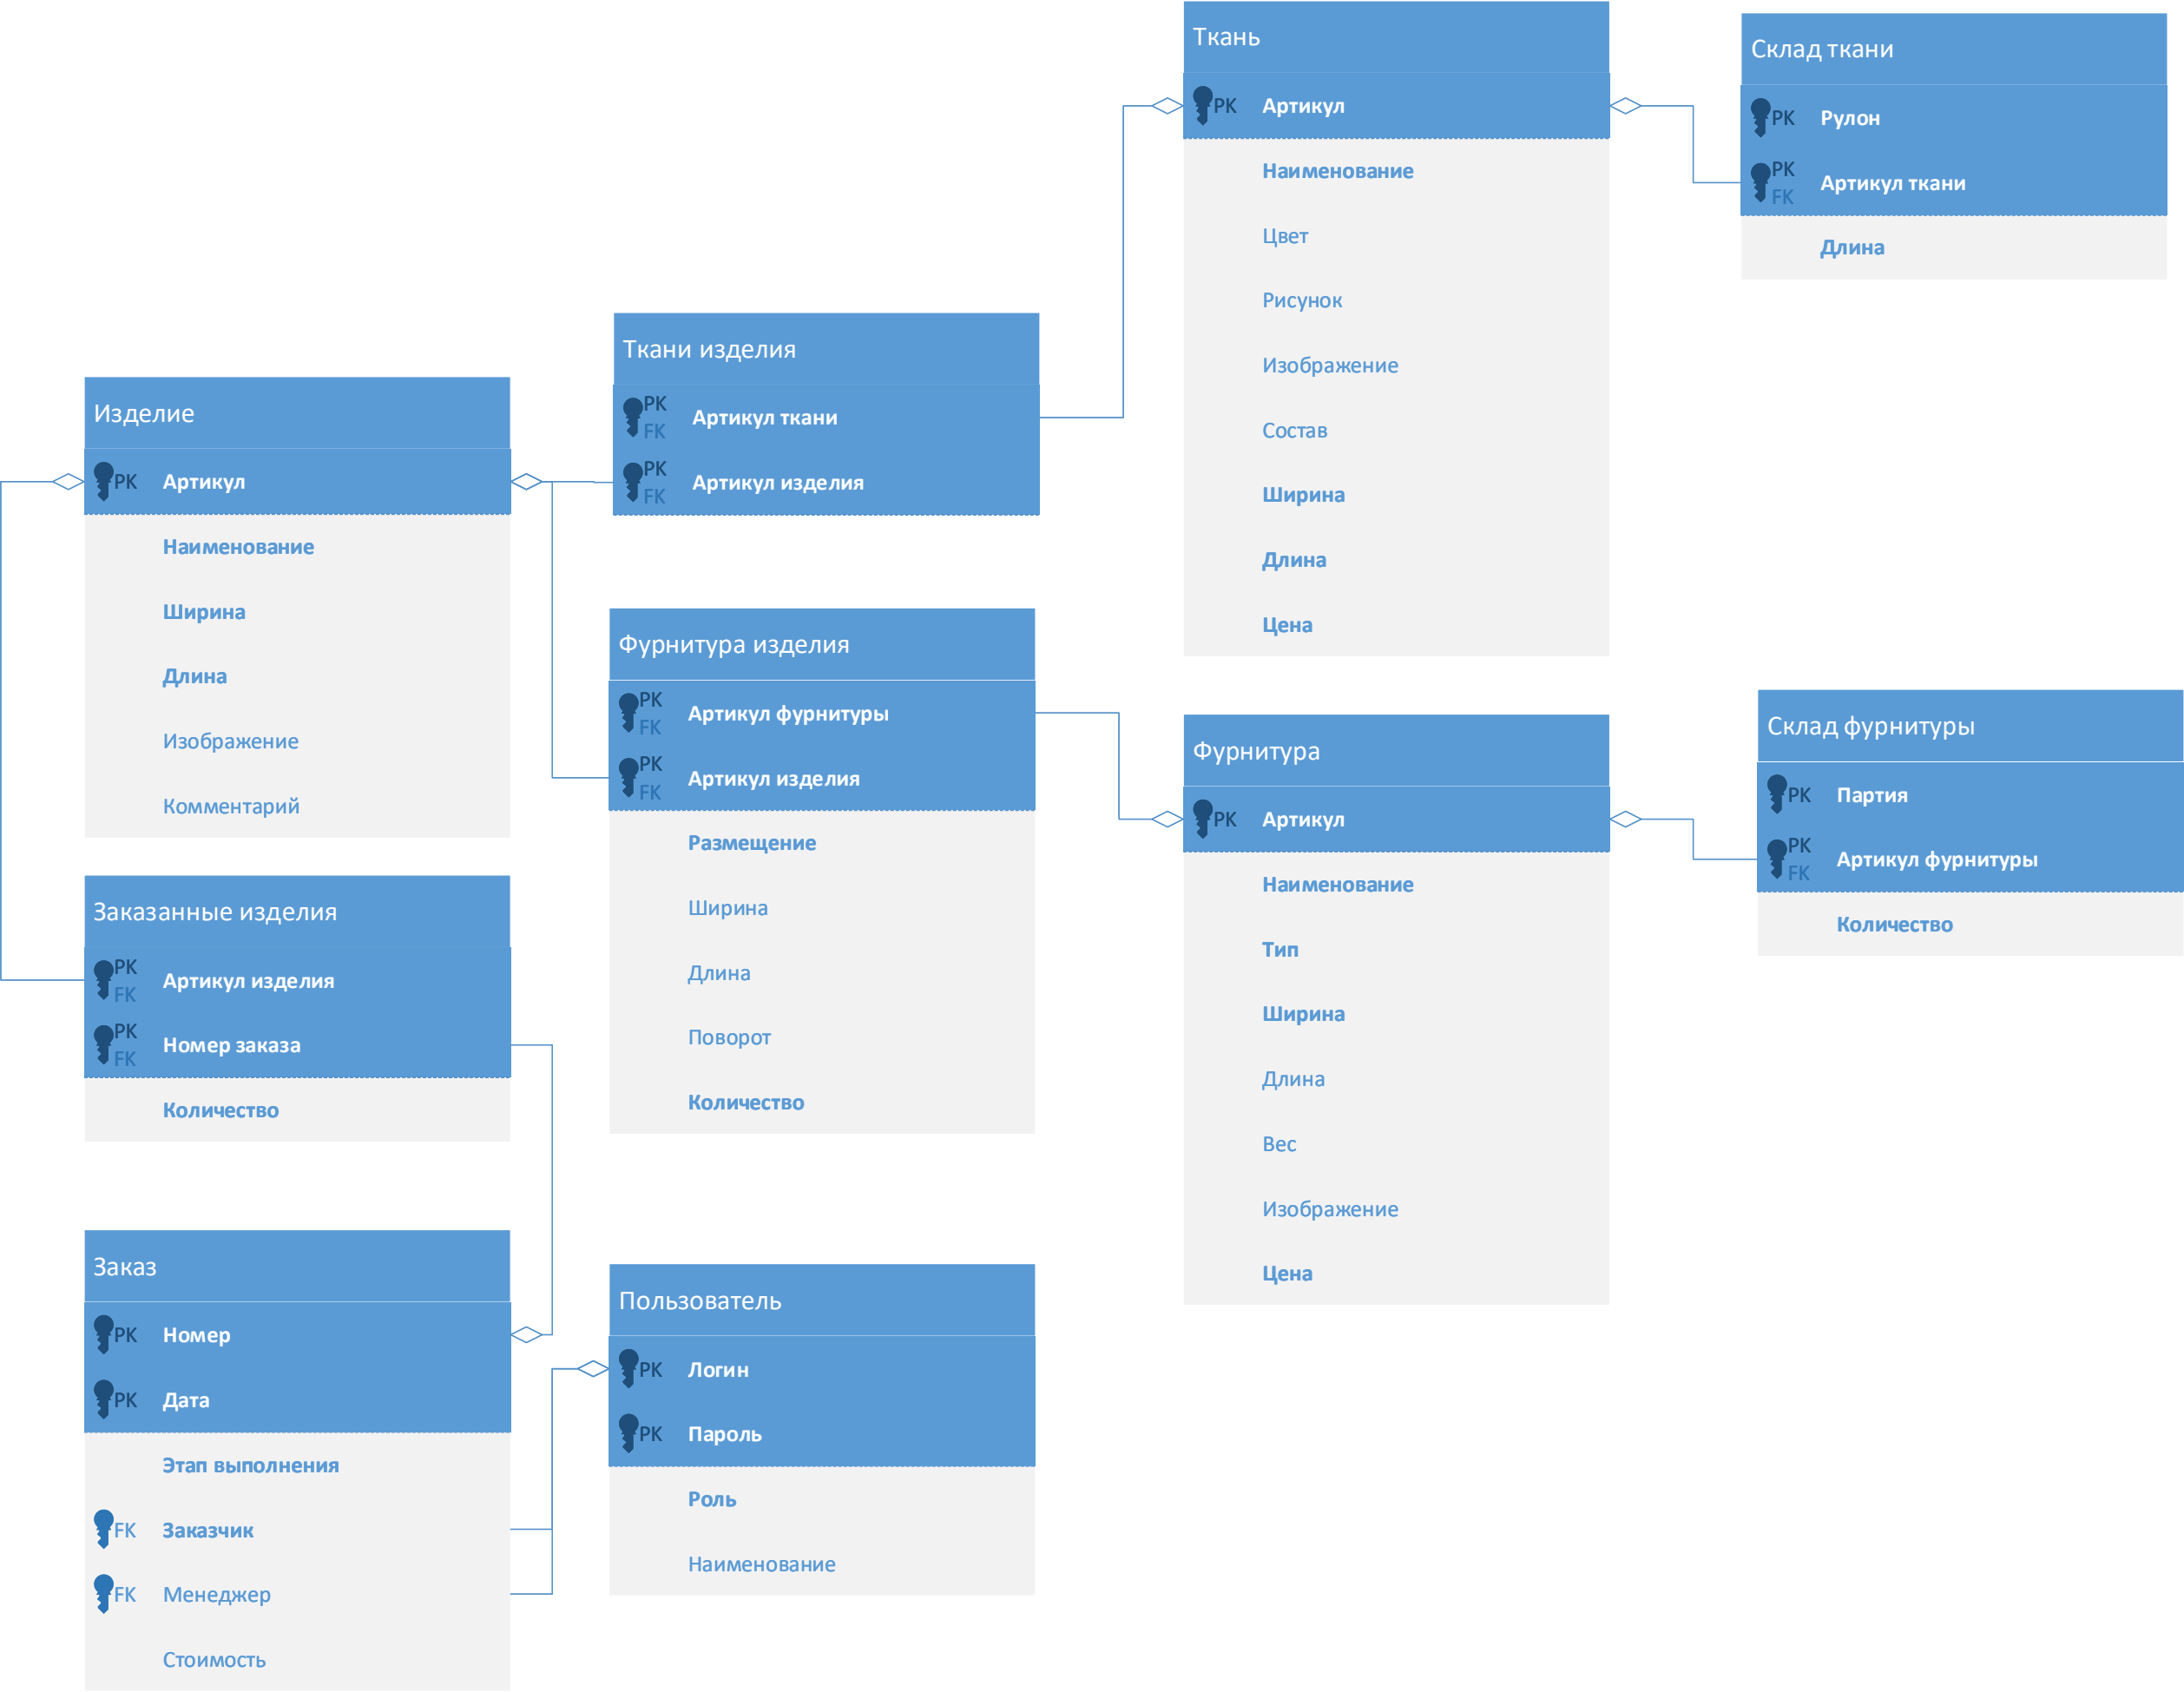 Ткань
PK Артикул
Наименование
Цвет
Рисунок
Изображение
Состав
Ширина
Длина
Цена
Склад ткани
PK Рулон
PK
FK
Артикул ткани
Длина
Ткани изделия
PK
FK
Артикул ткани
PK
FK
Артикул изделия
Изделие
PK Артикул
Наименование
Ширина
Длина
Изображение
Комментарий
Фурнитура изделия
PK
FK
Артикул фурнитуры
PK
FK
Артикул изделия
Размещение
Ширина
Длина
Поворот
Количество
Фурнитура
PK Артикул
Наименование
Тип
Ширина
Длина
Вес
Изображение
Цена
Склад фурнитуры
PK Партия
PK
FK
Артикул фурнитуры
Количество
Заказанные изделия
PK
FK
Артикул изделия
PK
FK
Номер заказа
Количество
Заказ
PK Номер
PK Дата
Этап выполнения
FK Заказчик
FK Менеджер
Стоимость
Пользователь
PK Логин
PK Пароль
Роль
Наименование